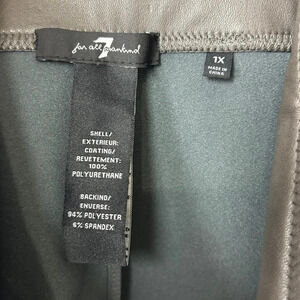 7
for all mankind
1X
MADE IN
CHINA
SHELL/
EXTERIEUR:
COATING/
REVETEMENT:
100%
POLYURETHANE
BACKING/
ENVERSE:
94% POLYESTER
6% SPANDEX